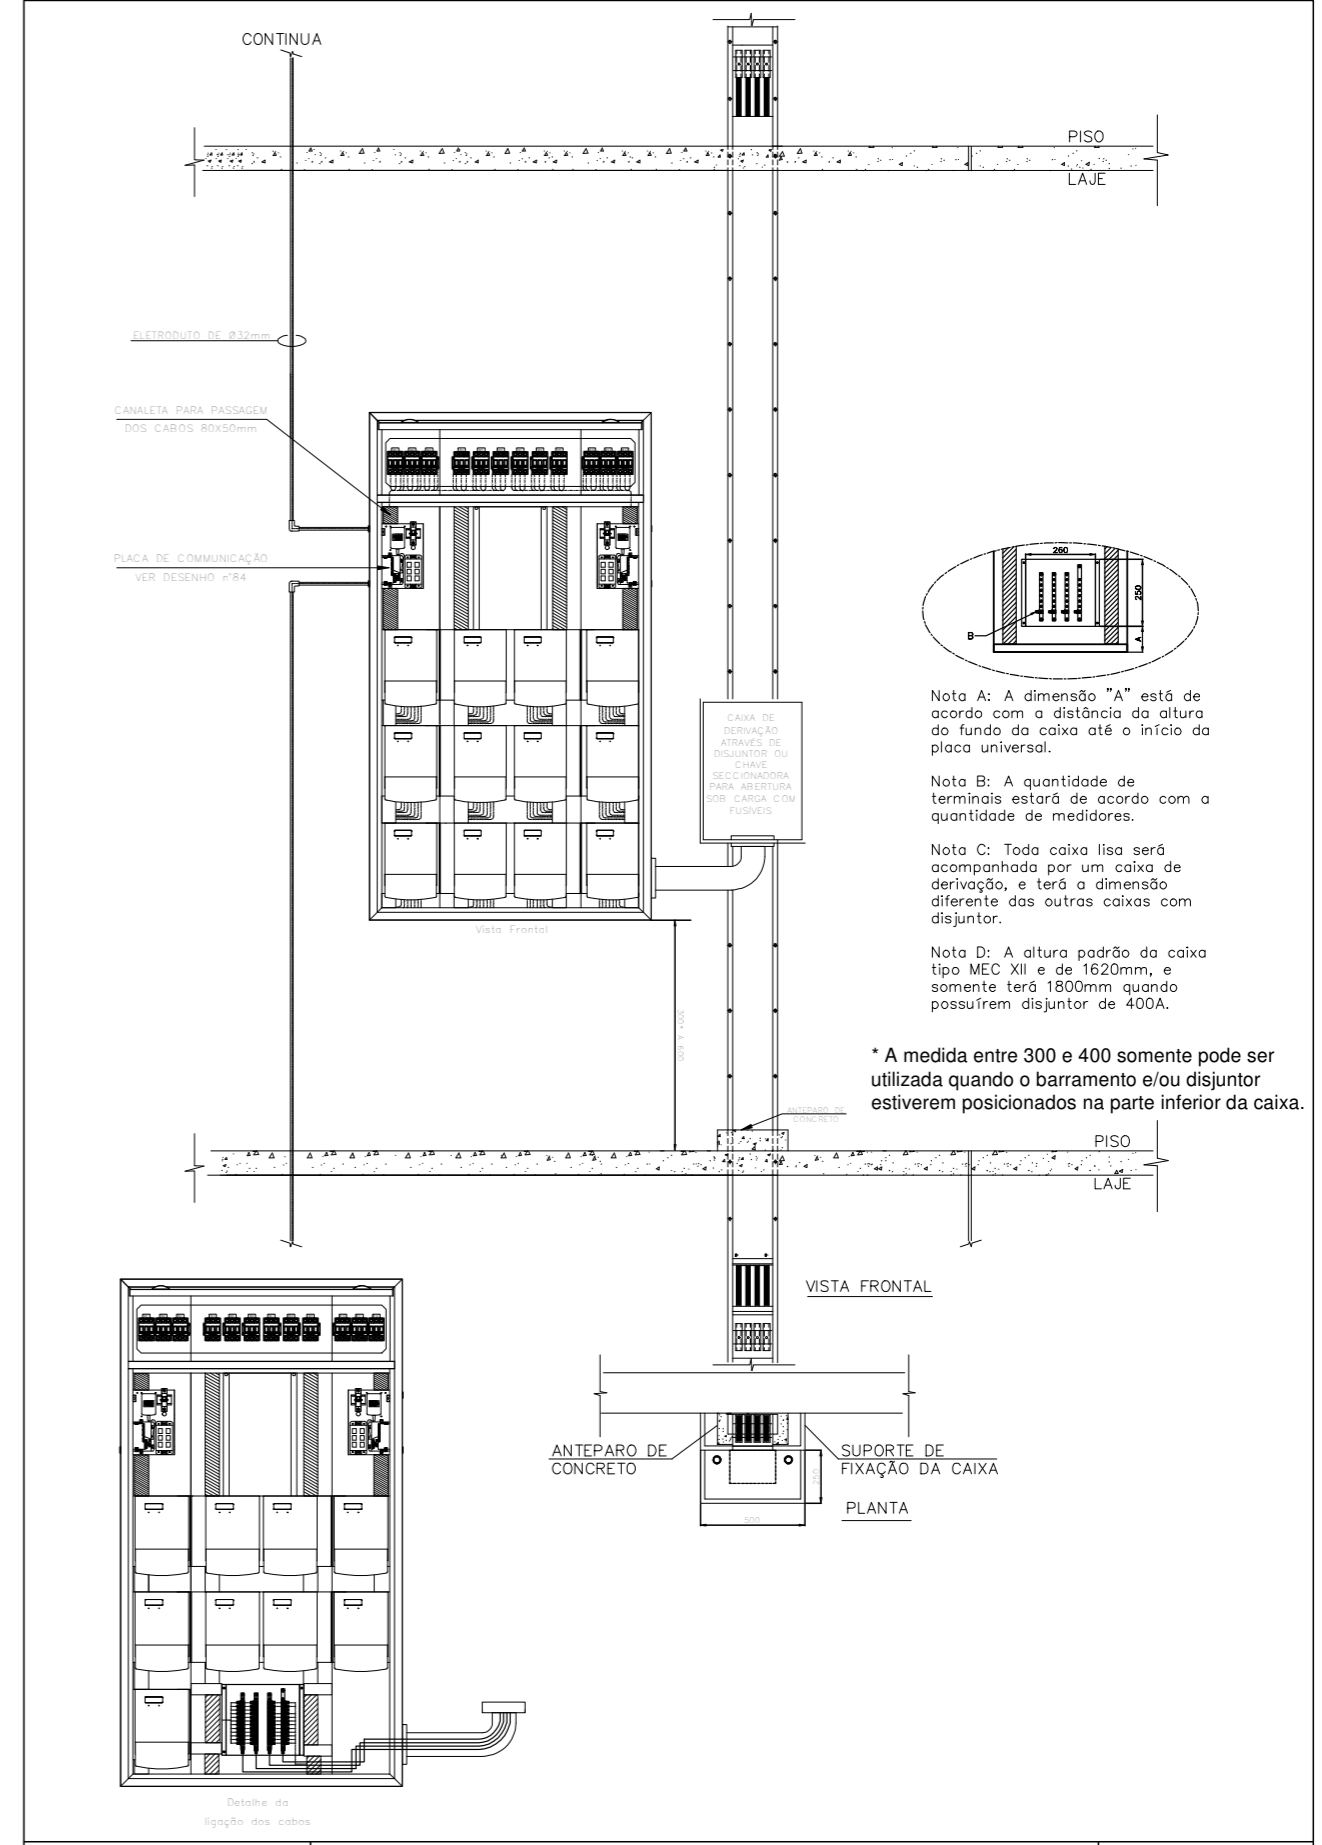 CONTINUA
PISO
LAJE
ELETRODUTO DE Ø32mm
CANALETA PARA PASSAGEM
DOS CABOS 80X50mm
PLACA DE COMMUNICAÇÃO
VER DESENHO n°84
260
250
B
A
Nota A: A dimensão "A" está de
acordo com a distância da altura
do fundo da caixa até o início da
placa universal.
Nota B: A quantidade de
terminais estará de acordo com a
quantidade de medidores.
Nota C: Toda caixa lisa será
acompanhada por um caixa de
derivação, e terá a dimensão
diferente das outras caixas com
disjuntor.
Nota D: A altura padrão da caixa
tipo MEC XII e de 1620mm, e
somente terá 1800mm quando
possuírem disjuntor de 400A.
CAIXA DE
DERIVAÇÃO
ATRAVÉS DE
DISJUNTOR OU
CHAVE
SECCIONADORA
PARA ABERTURA
SOB CARGA COM
FUSÍVEIS
Vista Frontal
300* A 600
* A medida entre 300 e 400 somente pode ser
utilizada quando o barramento e/ou disjuntor
estiverem posicionados na parte inferior da caixa.
ANTEPARO DE
CONCRETO
PISO
LAJE
VISTA FRONTAL
ANTEPARO DE
CONCRETO
SUPORTE DE
FIXAÇÃO DA CAIXA
250
500
PLANTA
Detalhe da
ligação dos cabos